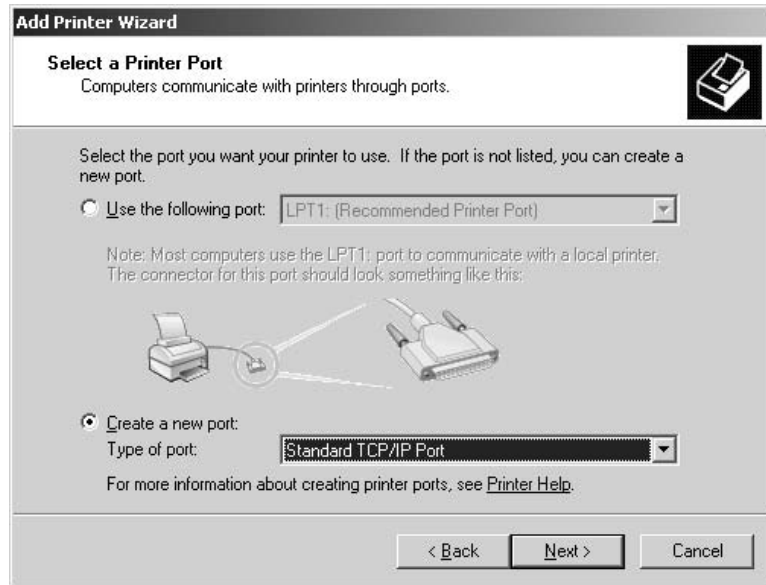 Add Printer Wizard
Select a Printer Port
Computers communicate with printers through ports.
Select the port you want your printer to use. If the port is not listed, you can create a
new port.
Use the following port: LPT1: (Recommended Printer Port)
Note: Most computers use the LPT1: port to communicate with a local printer.
The connector for this port should look something like this:
Create a new port:
Type of port: Standard TCP/IP Port
For more information about creating printer ports, see Printer Help.
< Back Next > Cancel